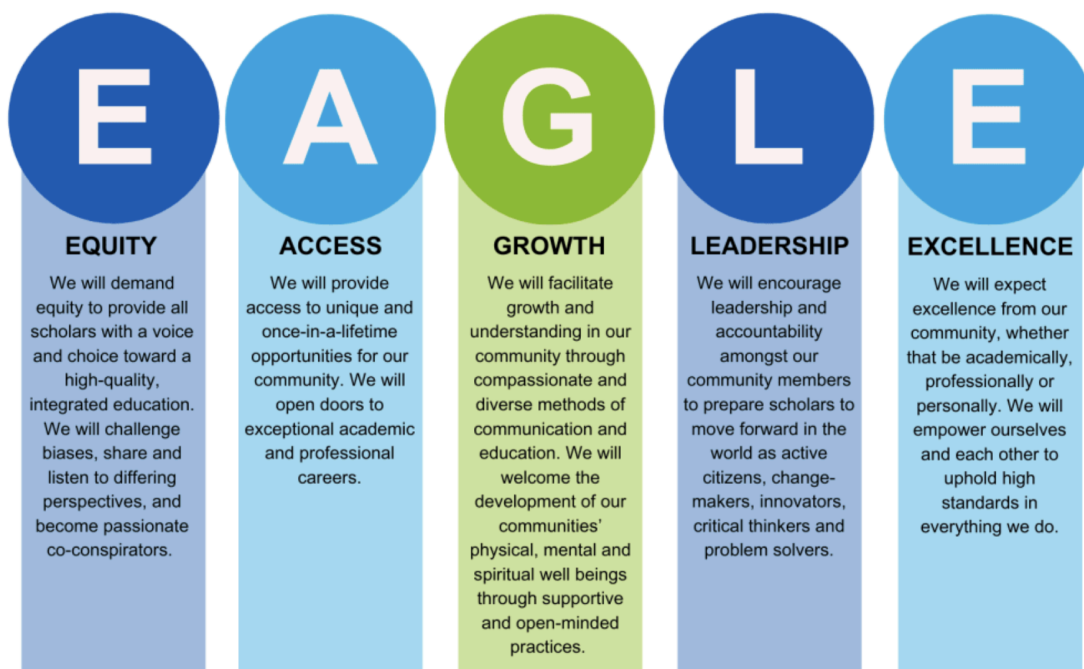 E
EQUITY
We will demand
equity to provide all
scholars with a voice
and choice toward a
high-quality,
integrated education.
We will challenge
biases, share and
listen to differing
perspectives, and
become passionate
co-conspirators.
A
ACCESS
We will provide
access to unique and
once-in-a-lifetime
opportunities for our
community. We will
open doors to
exceptional academic
and professional
careers.
G
GROWTH
We will facilitate
growth and
understanding in our
community through
compassionate and
diverse methods of
communication and
education. We will
welcome the
development of our
communities’
physical, mental and
spiritual well beings
through supportive
and open-minded
practices.
L
LEADERSHIP
We will encourage
leadership and
accountability
amongst our
community members
to prepare scholars to
move forward in the
world as active
citizens, change-
makers, innovators,
critical thinkers and
problem solvers.
E
EXCELLENCE
We will expect
excellence from our
community, whether
that be academically,
professionally or
personally. We will
empower ourselves
and each other to
uphold high
standards in
everything we do.